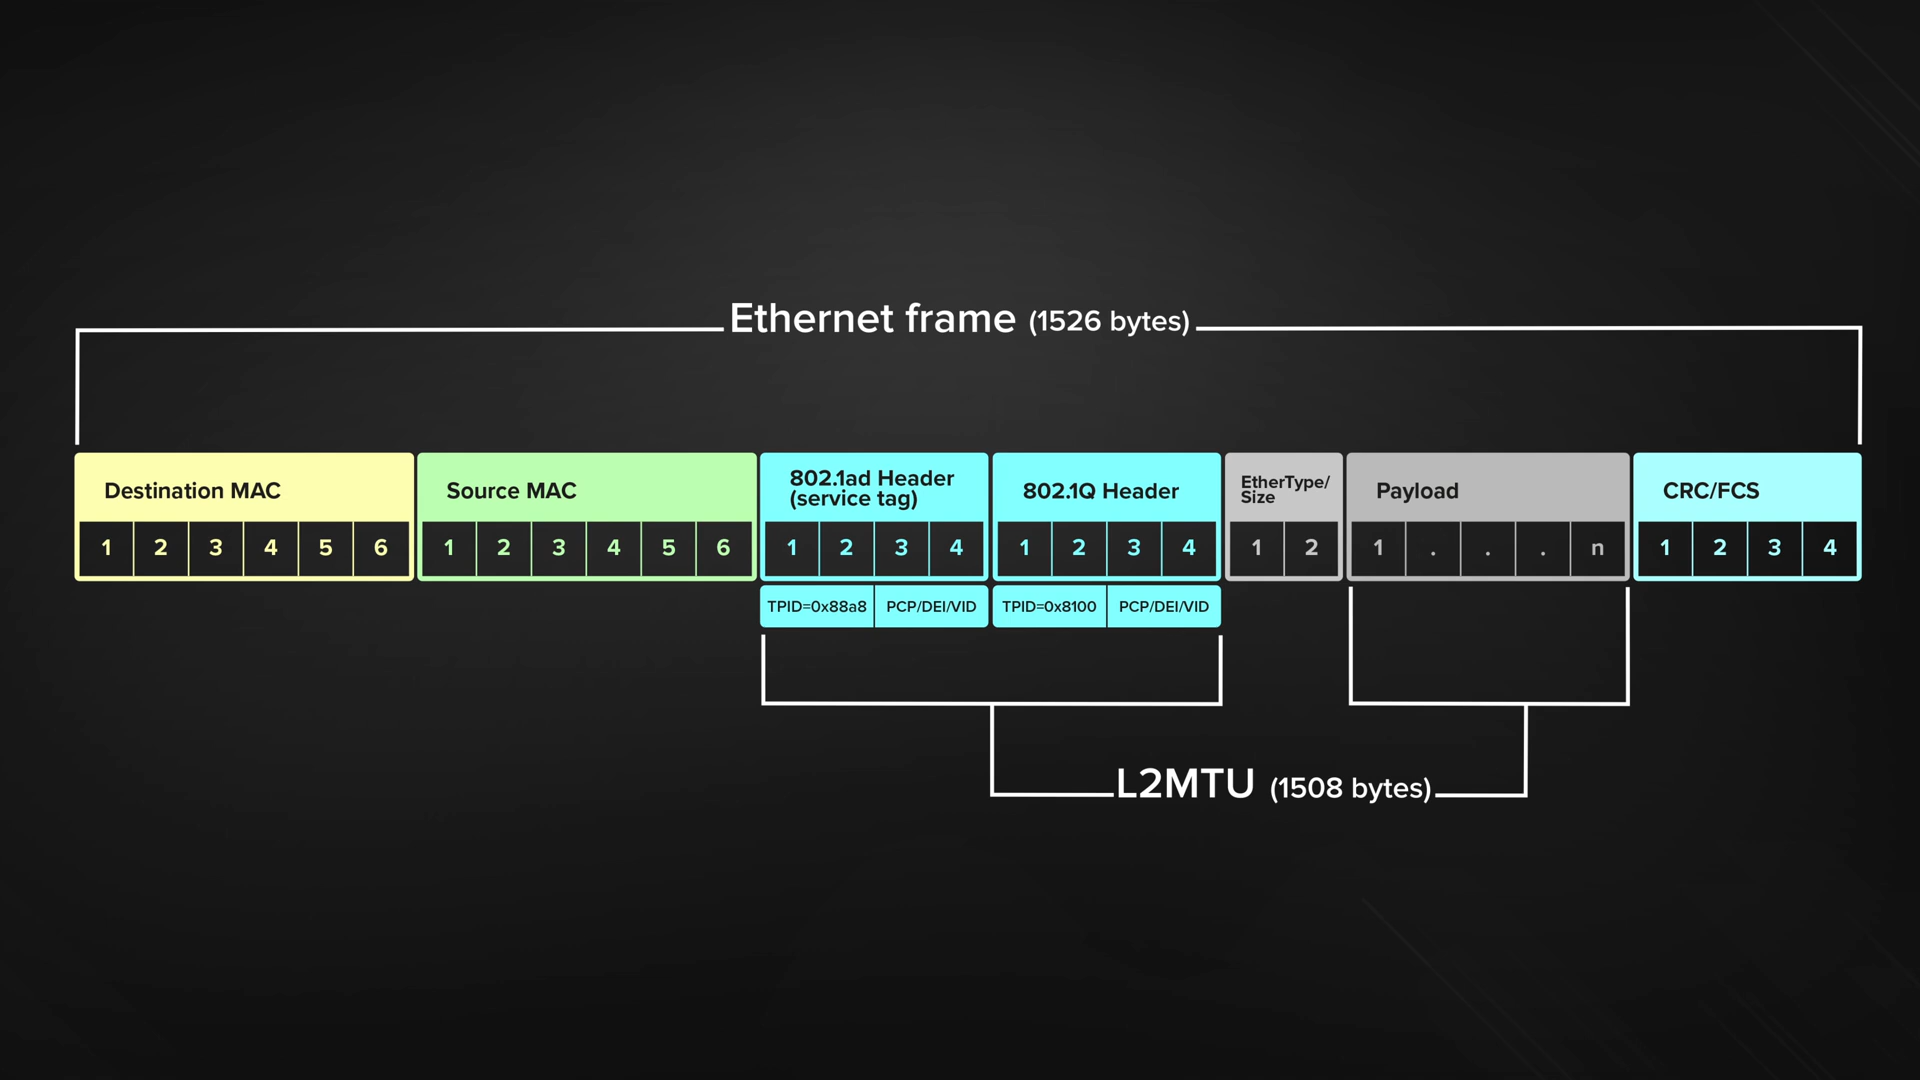 Ethernet frame (1526 bytes)
Destination MAC
1 2 3 4 5 6
Source MAC
1 2 3 4 5 6
802.1ad Header
(service tag)
1 2 3 4
TPID=0x88a8 PCP/DEI/VID
802.1Q Header
1 2 3 4
TPID=0x8100 PCP/DEI/VID
EtherType/
Size
1 2
Payload
1 . . . n
CRC/FCS
1 2 3 4
L2MTU (1508 bytes)